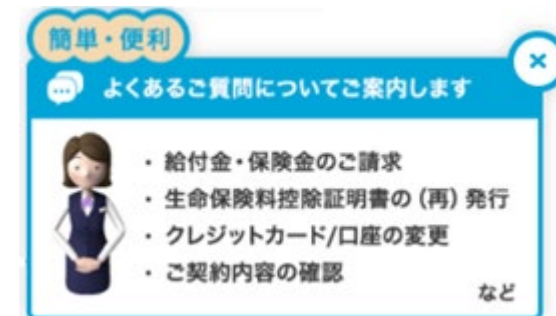 簡単・便利
よくあるご質問についてご案内します
・ 給付金・保険金のご請求
・ 生命保険料控除証明書の（再）発行
・ クレジットカード/口座の変更
・ ご契約内容の確認
など